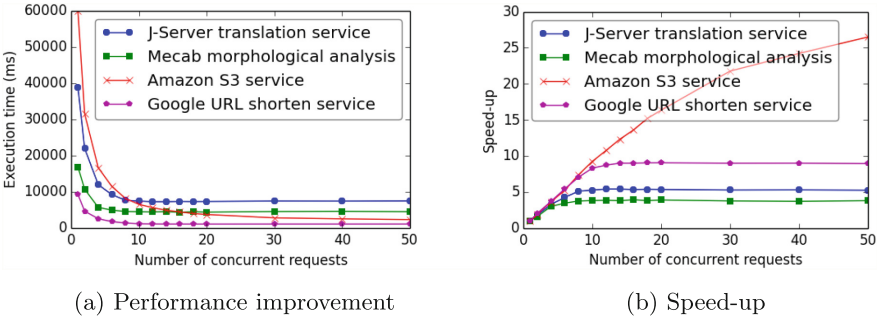 60000
50000
40000
30000
20000
10000
0
Execution time (ms)
J-Server translation service
Mecab morphological analysis
Amazon S3 service
Google URL shorten service
0 10 20 30 40 50
Number of concurrent requests
(a) Performance improvement
30
25
20
15
10
5
0
Speed-up
J-Server translation service
Mecab morphological analysis
Amazon S3 service
Google URL shorten service
0 10 20 30 40 50
Number of concurrent requests
(b) Speed-up